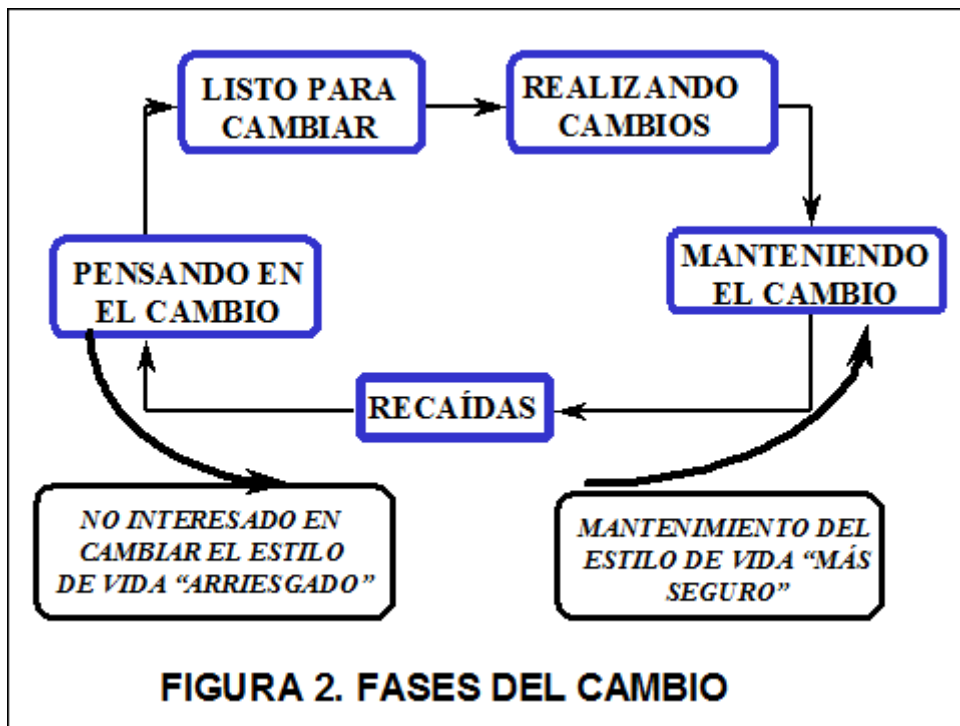 LISTO PARA
CAMBIAR
REALIZANDO
CAMBIOS
PENSANDO EN
EL CAMBIO
MANTENIENDO
EL CAMBIO
RECAÍDAS
NO INTERESADO EN
CAMBIAR EL ESTILO
DE VIDA “ARRIESGADO”
MANTENIMIENTO DEL
ESTILO DE VIDA “MÁS
SEGURO”
FIGURA 2. FASES DEL CAMBIO